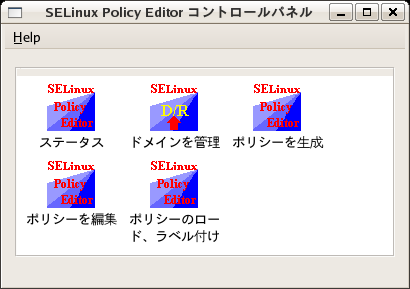 SELinux Policy Editor コントロールパネル
Help
SELinux
Policy
Editor
SELinux
D/R
SELinux
Policy
Editor
ステータス
ドメインを管理
ポリシーを生成
SELinux
Policy
Editor
SELinux
Policy
Editor
ポリシーを編集
ポリシーのロー
ド、ラベル付け